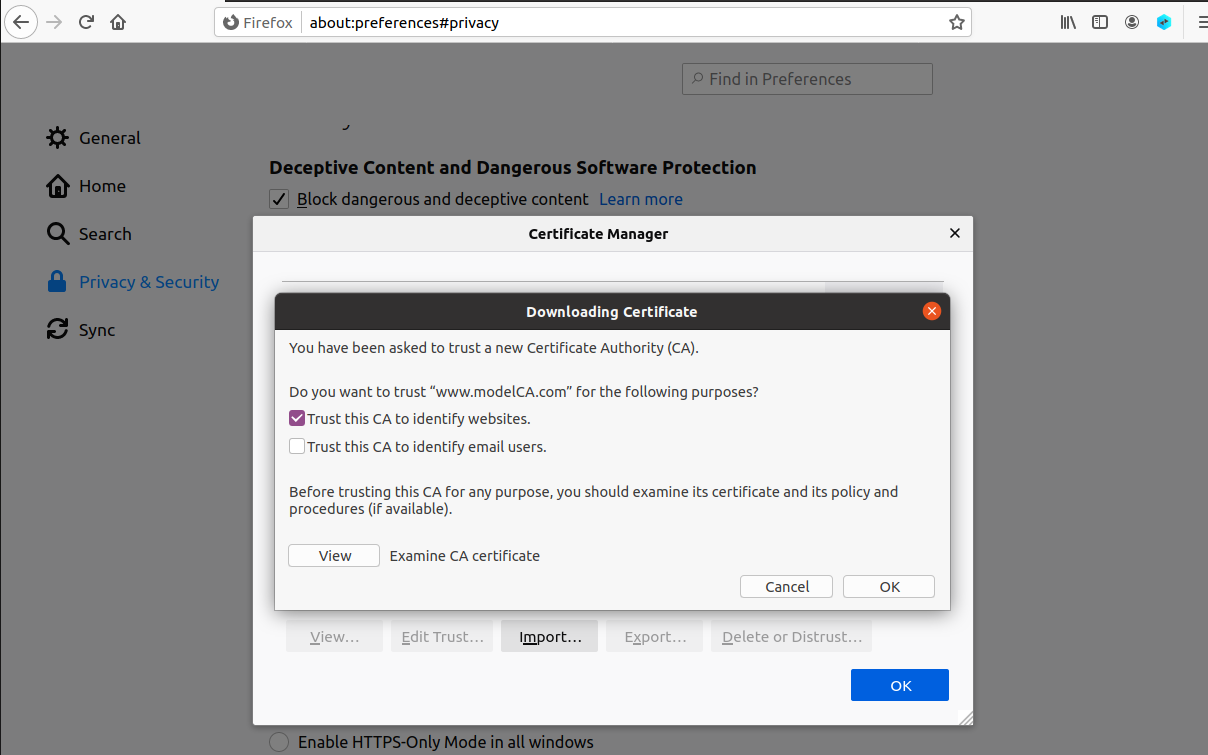 Firefox about:preferences#privacy
Find in Preferences
General
Home
Search
Privacy & Security
Sync
Deceptive Content and Dangerous Software Protection
Block dangerous and deceptive content Learn more
Certificate Manager
Downloading Certificate
You have been asked to trust a new Certificate Authority (CA).
Do you want to trust “www.modelCA.com” for the following purposes?
Trust this CA to identify websites.
Trust this CA to identify email users.
Before trusting this CA for any purpose, you should examine its certificate and its policy and
procedures (if available).
View Examine CA certificate
Cancel OK
View… Edit Trust… Import… Export… Delete or Distrust…
OK
Enable HTTPS-Only Mode in all windows